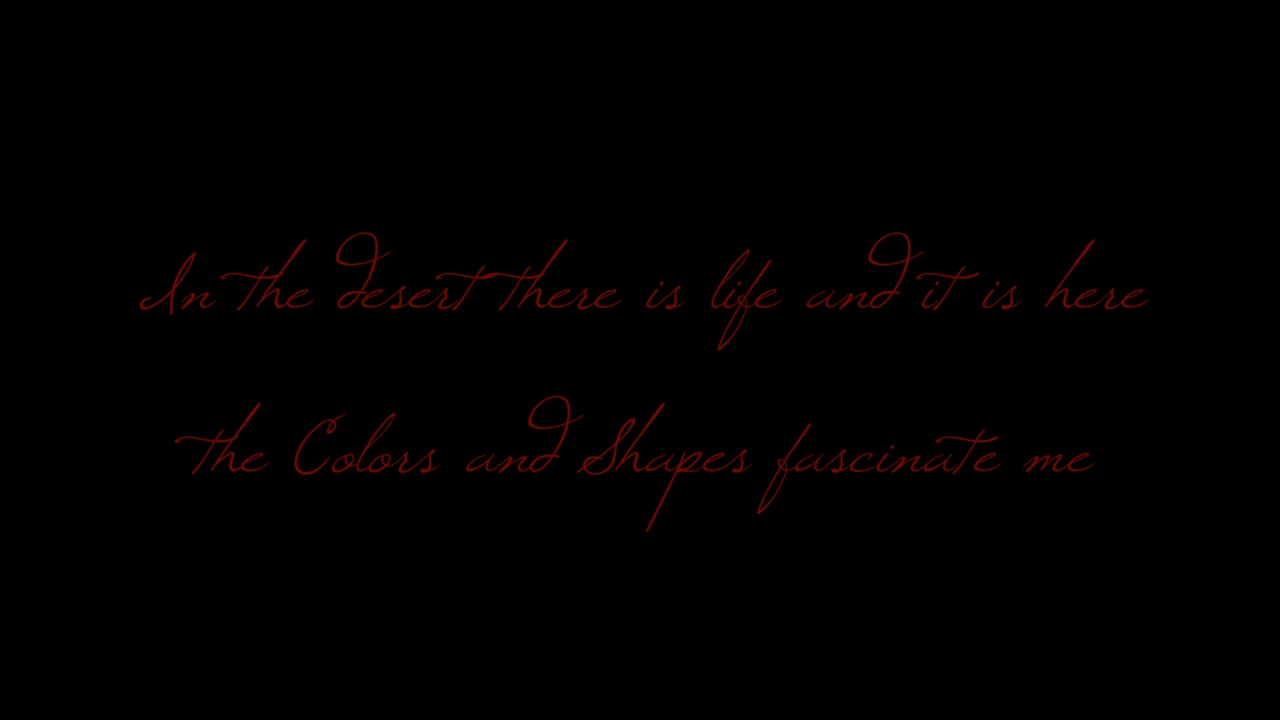 In the desert there is life and it is here
the Colors and Shapes fascinate me